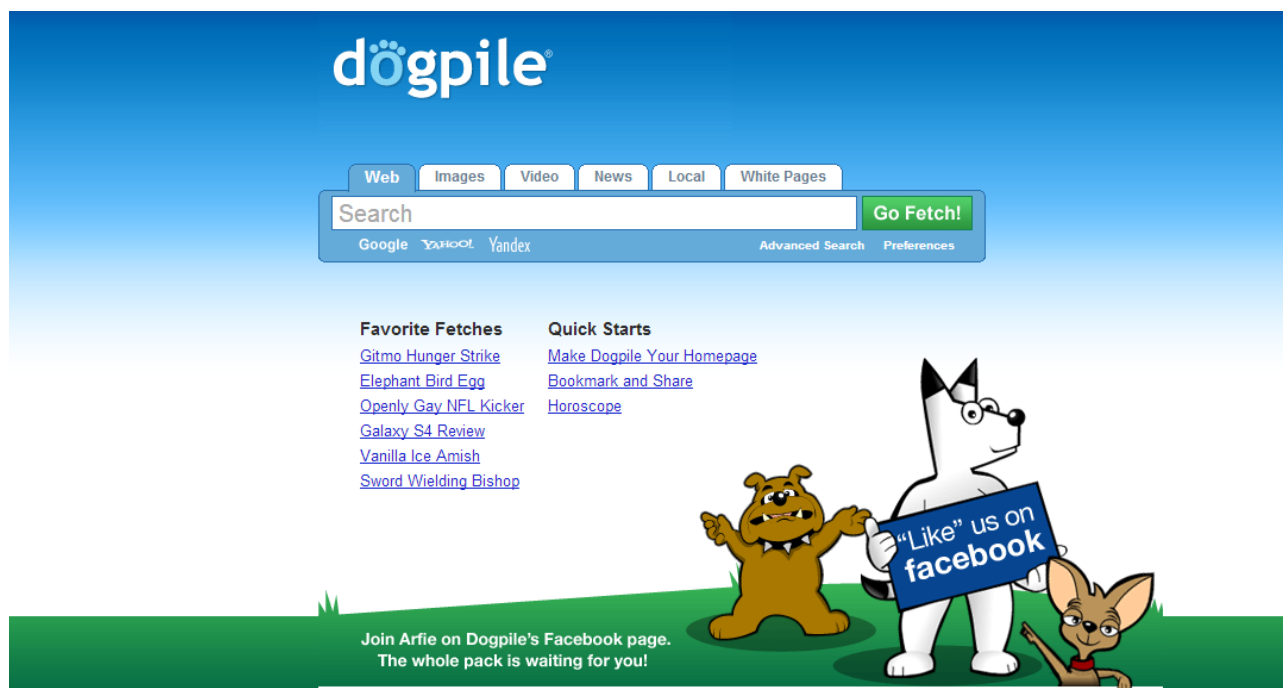 dogpile®
Web Images Video News Local White Pages
Search Go Fetch!
Google YAHOO! Yandex Advanced Search Preferences
Favorite Fetches
Gitmo Hunger Strike
Elephant Bird Egg
Openly Gay NFL Kicker
Galaxy S4 Review
Vanilla Ice Amish
Sword Wielding Bishop
Quick Starts
Make Dogpile Your Homepage
Bookmark and Share
Horoscope
"Like" us on
facebook
Join Arfie on Dogpile's Facebook page.
The whole pack is waiting for you!